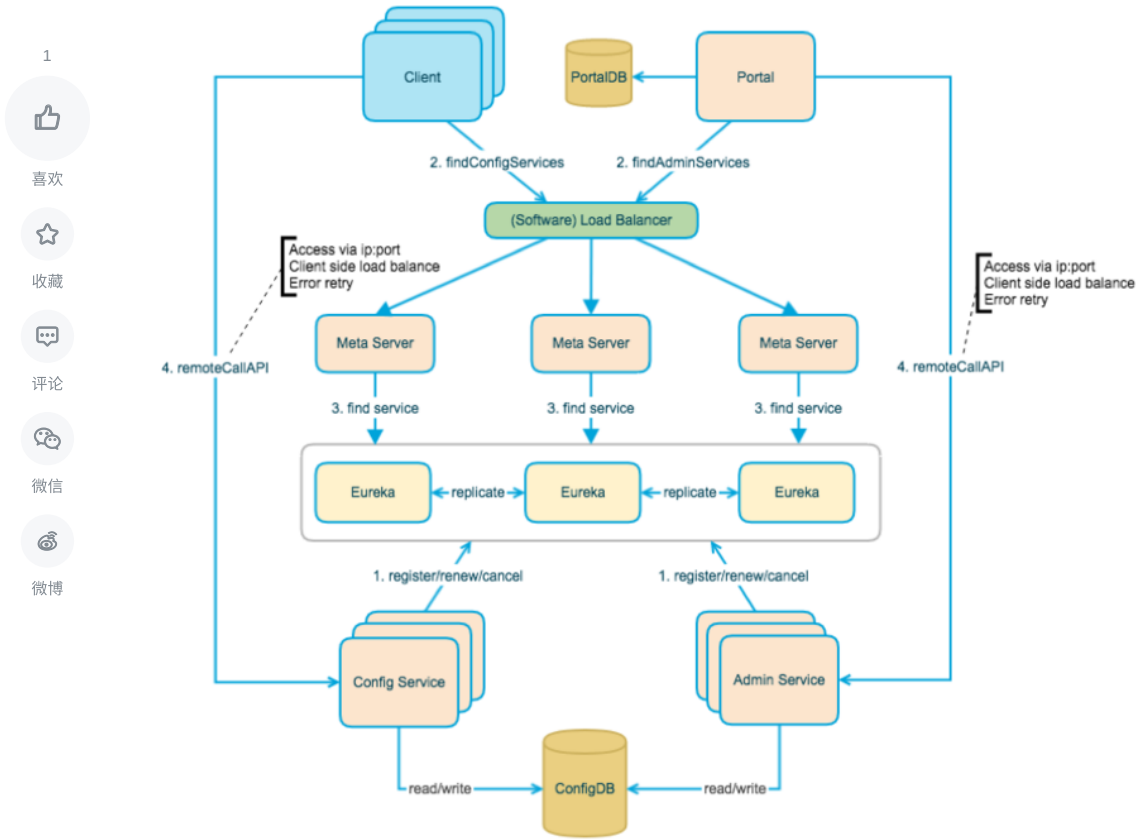 1
喜欢
收藏
评论
微信
微博
Client
PortalDB
Portal
2. findConfigServices
2. findAdminServices
(Software) Load Balancer
Access via ip:port
Client side load balance
Error retry
Access via ip:port
Client side load balance
Error retry
Meta Server
Meta Server
Meta Server
4. remoteCallAPI
4. remoteCallAPI
3. find service
3. find service
3. find service
Eureka
replicate
Eureka
replicate
Eureka
1. register/renew/cancel
1. register/renew/cancel
Config Service
Admin Service
read/write
ConfigDB
read/write